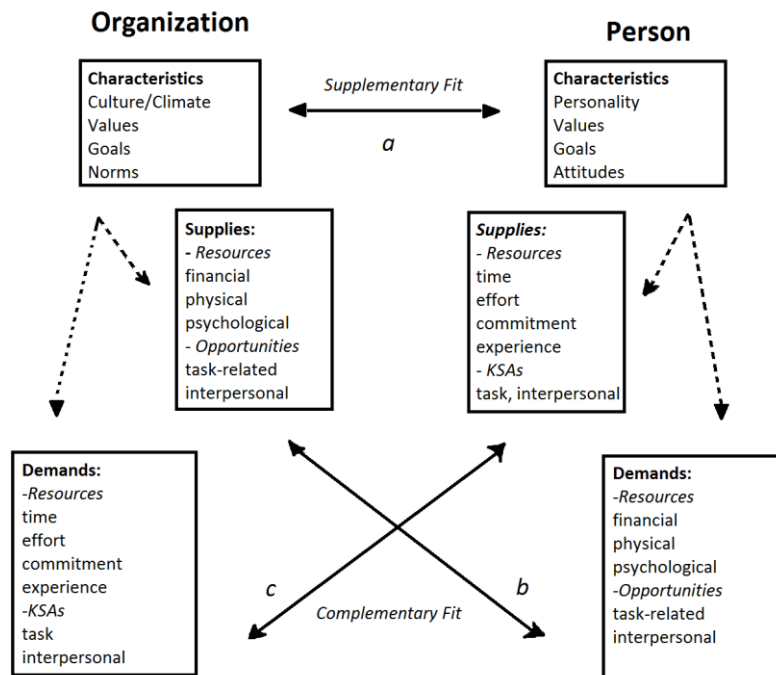 Organization
Person
Characteristics
Culture/Climate
Values
Goals
Norms
Supplementary Fit
a
Characteristics
Personality
Values
Goals
Attitudes
Supplies:
- Resources
financial
physical
psychological
- Opportunities
task-related
interpersonal
Supplies:
- Resources
time
effort
commitment
experience
- KSAs
task, interpersonal
Demands:
-Resources
time
effort
commitment
experience
-KSAs
task
interpersonal
c
Complementary Fit
b
Demands:
-Resources
financial
physical
psychological
-Opportunities
task-related
interpersonal